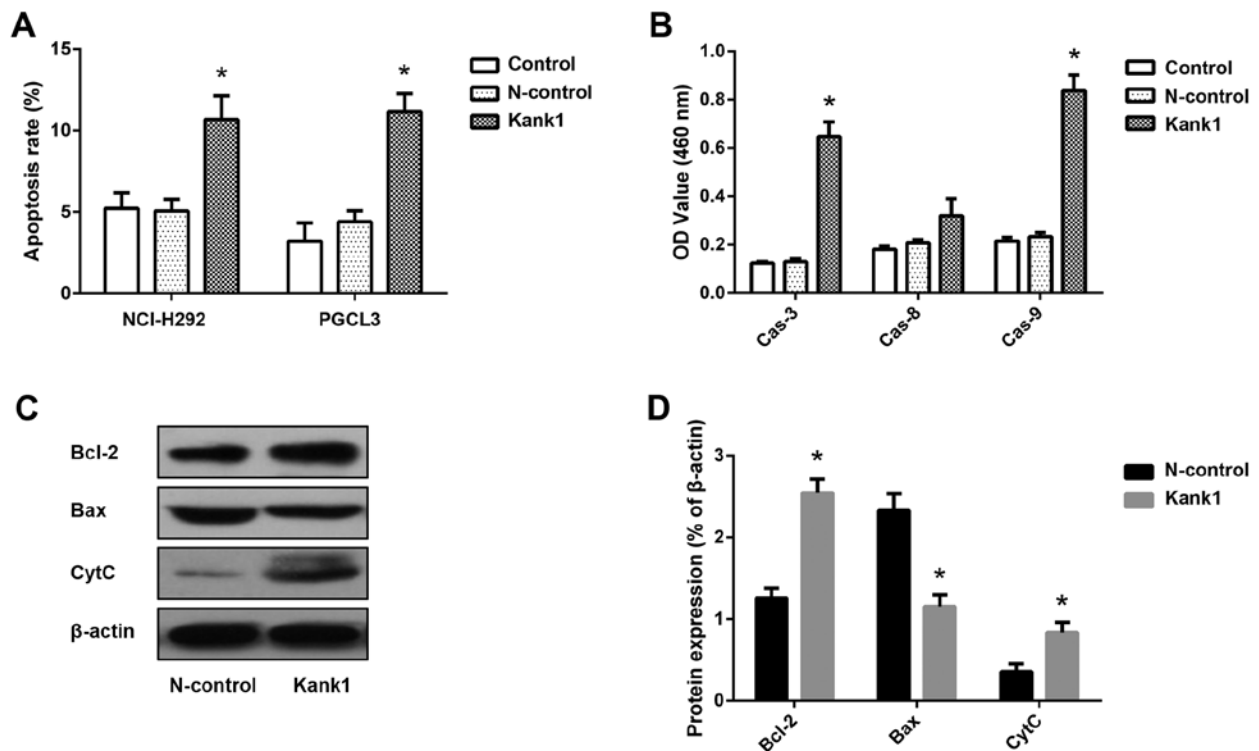 A
Apoptosis rate (%)
15
10
5
0
*
*
NCI-H292
PGCL3
Control
N-control
Kank1
B
OD Value (460 nm)
1.0
0.8
0.6
0.4
0.2
0.0
*
*
Cas-3
Cas-8
Cas-9
Control
N-control
Kank1
C
Bcl-2
Bax
CytC
β-actin
N-control Kank1
D
Protein expression (% of β-actin)
3
2
1
0
*
*
*
Bcl-2
Bax
CytC
N-control
Kank1